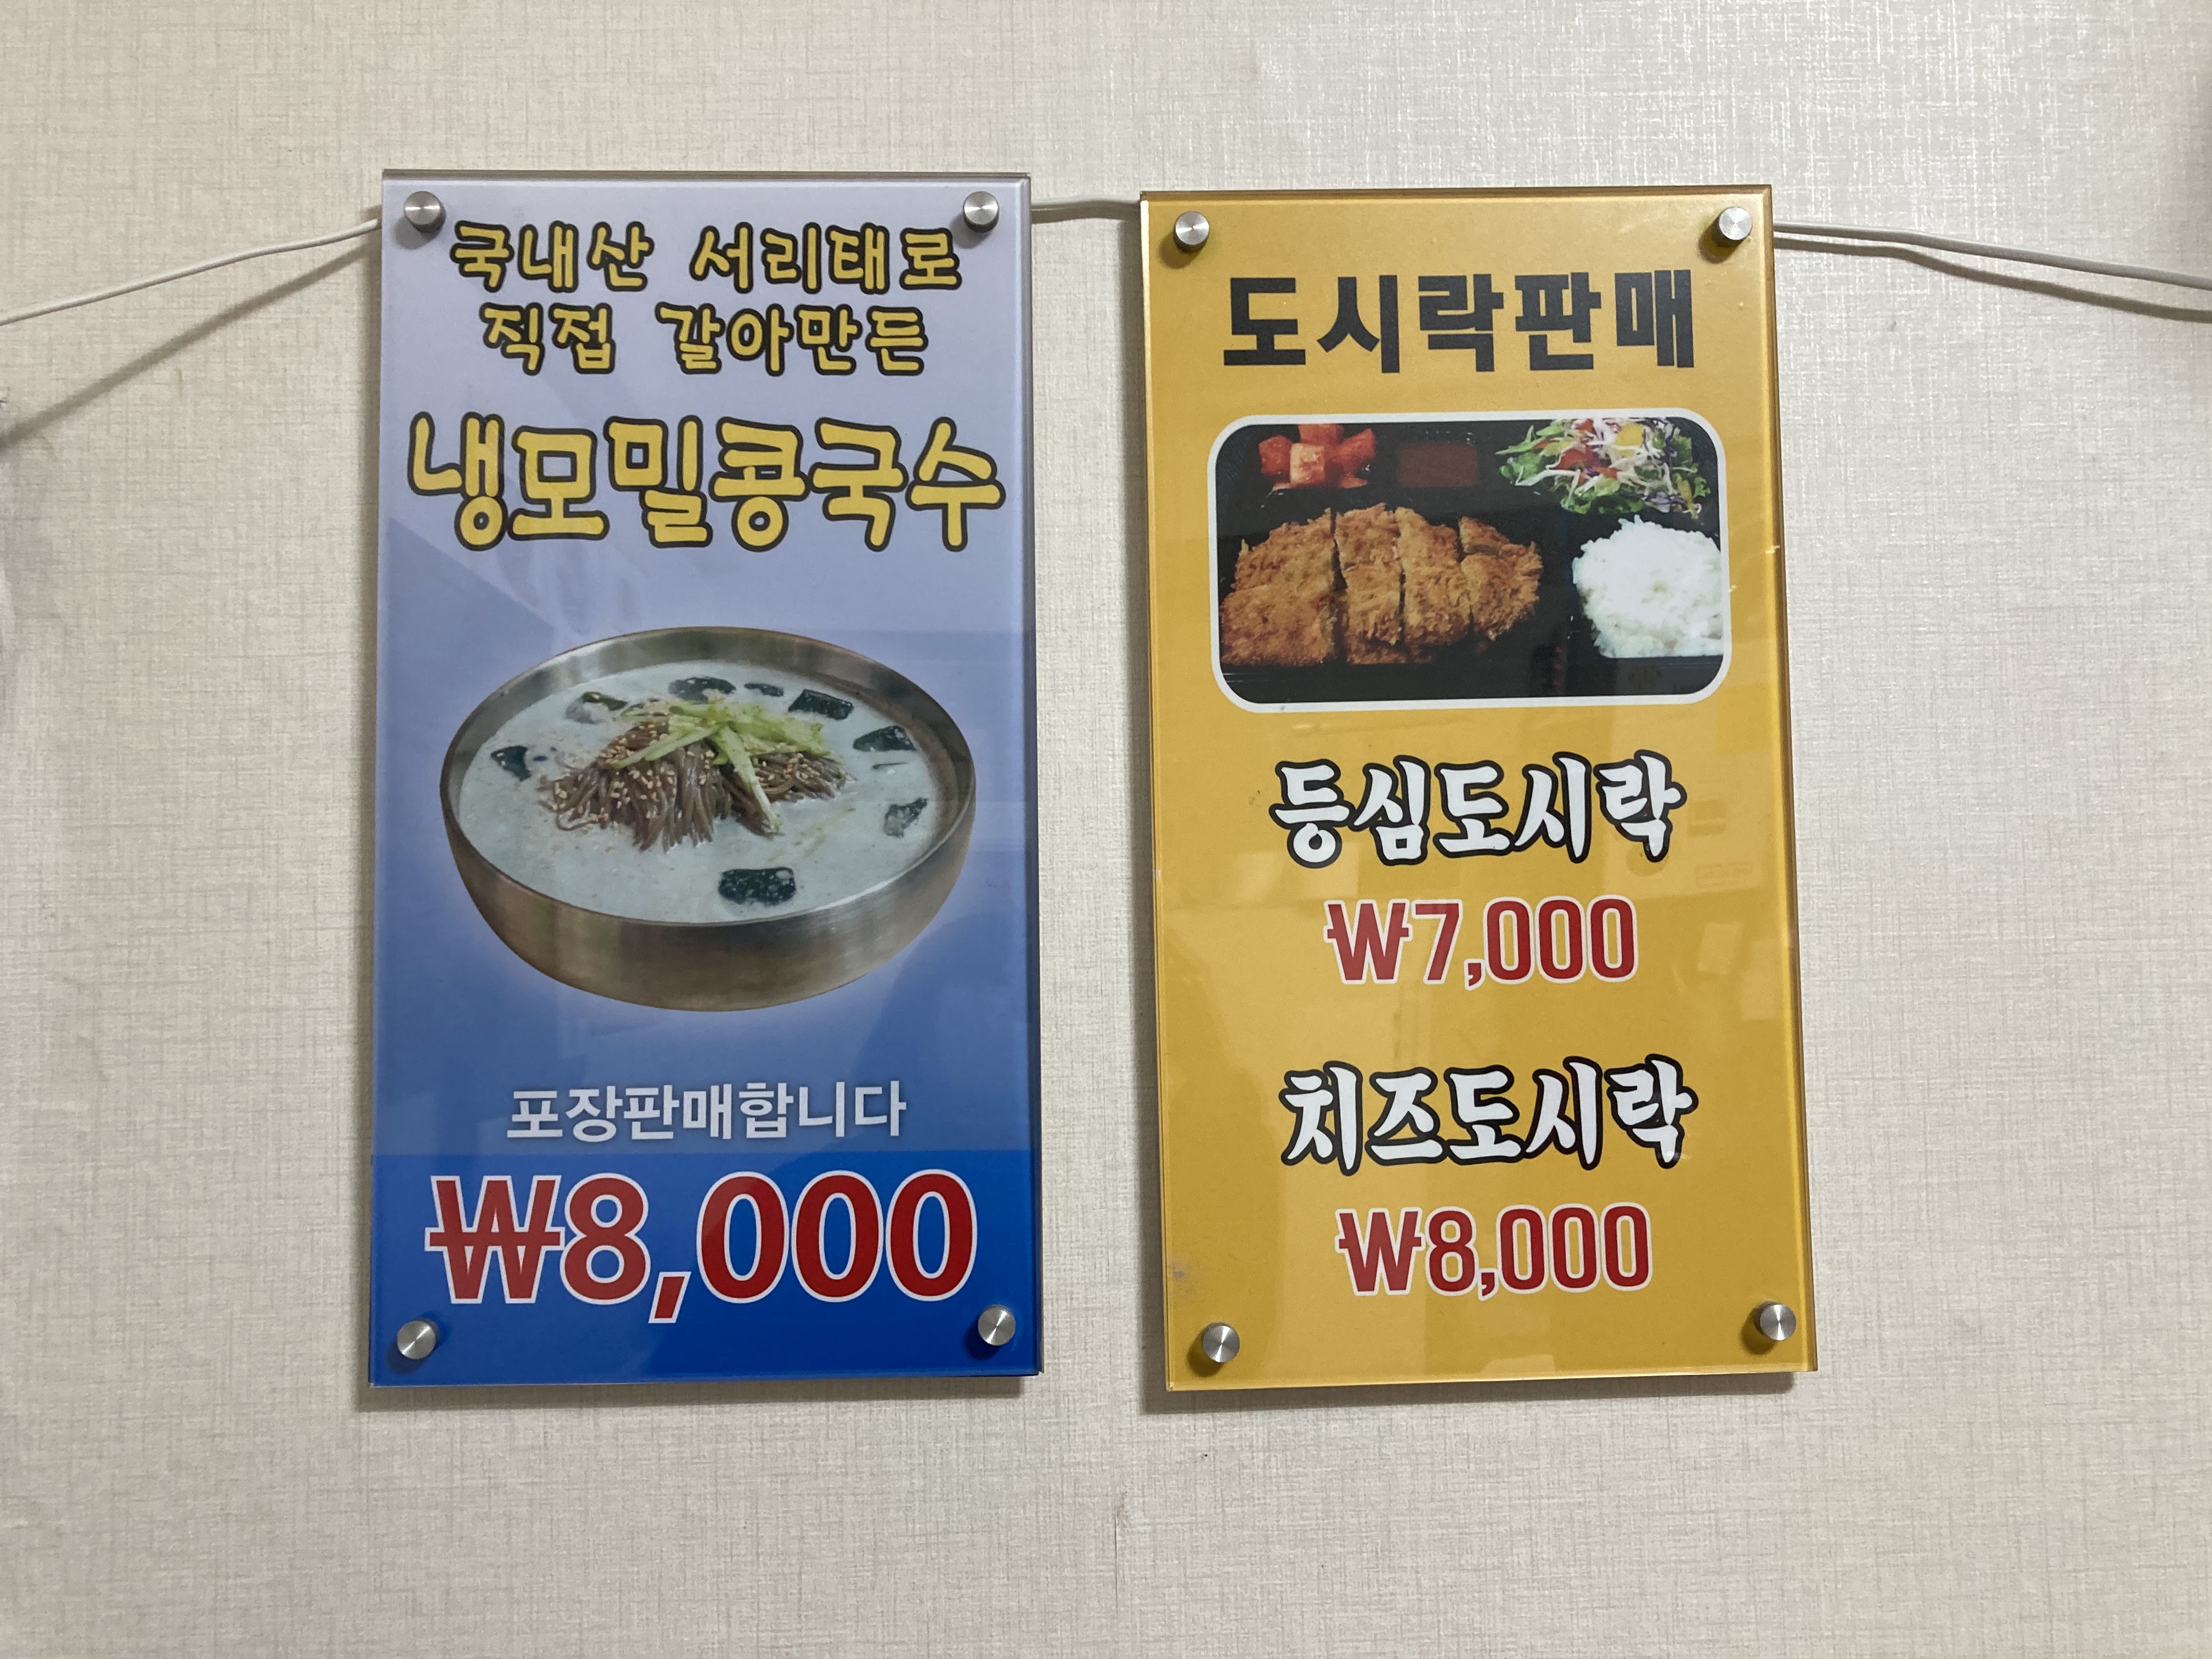 국내산 서리태로
직접 갈아만든
냉모밀콩국수
포장판매합니다
₩8,000
도시락판매
등심도시락
₩7,000
치즈도시락
₩8,000